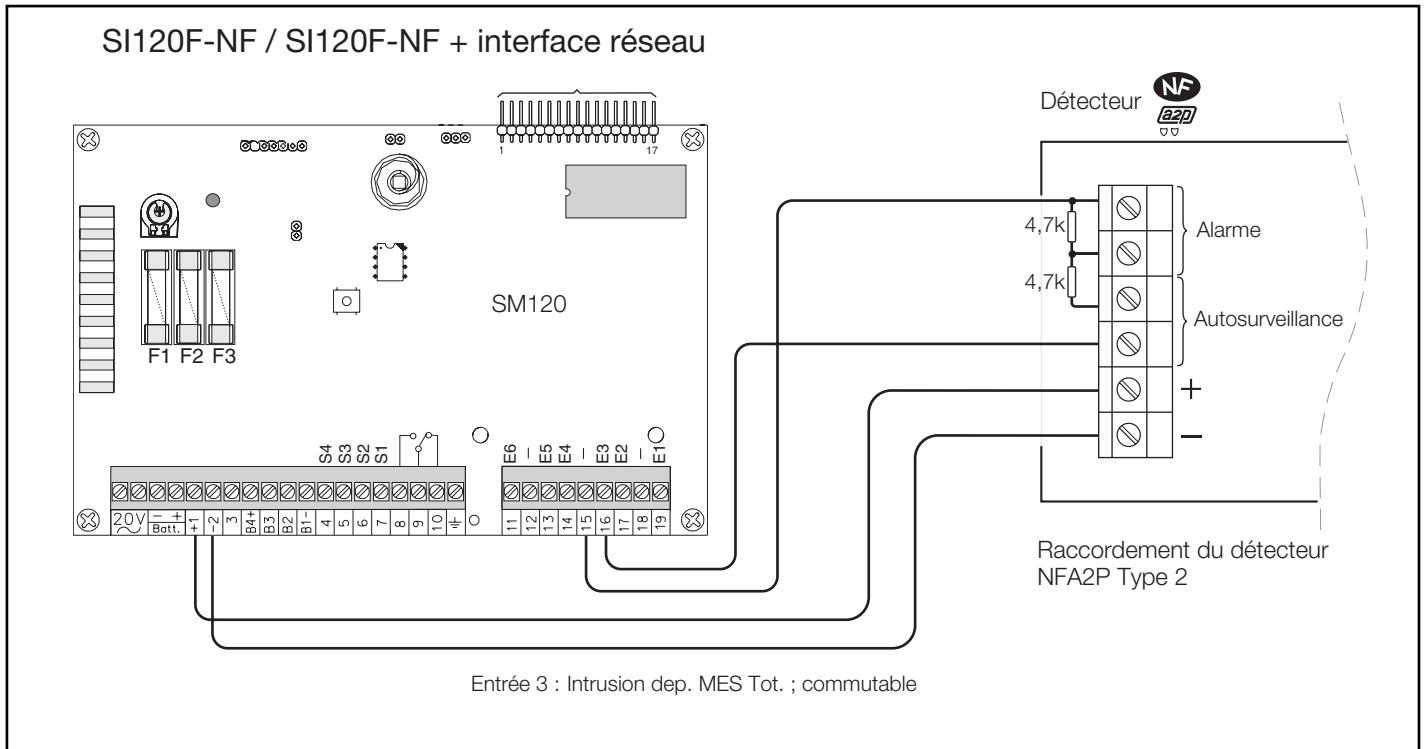 SI120F-NF / SI120F-NF + interface réseau
Détecteur NF
a2p
1 17
4,7k
Alarme
4,7k
Autosurveillance
SM120
F1 F2 F3
+
−
S4 S3 S2 S1
E6 – E5 E4 – E3 E2 – E1
20V – + Batt. +1 -2 3 B4+ B3 B2 B1- 4 5 6 7 8 9 10
11 12 13 14 15 16 17 18 19
Raccordement du détecteur
NFA2P Type 2
Entrée 3 : Intrusion dep. MES Tot. ; commutable